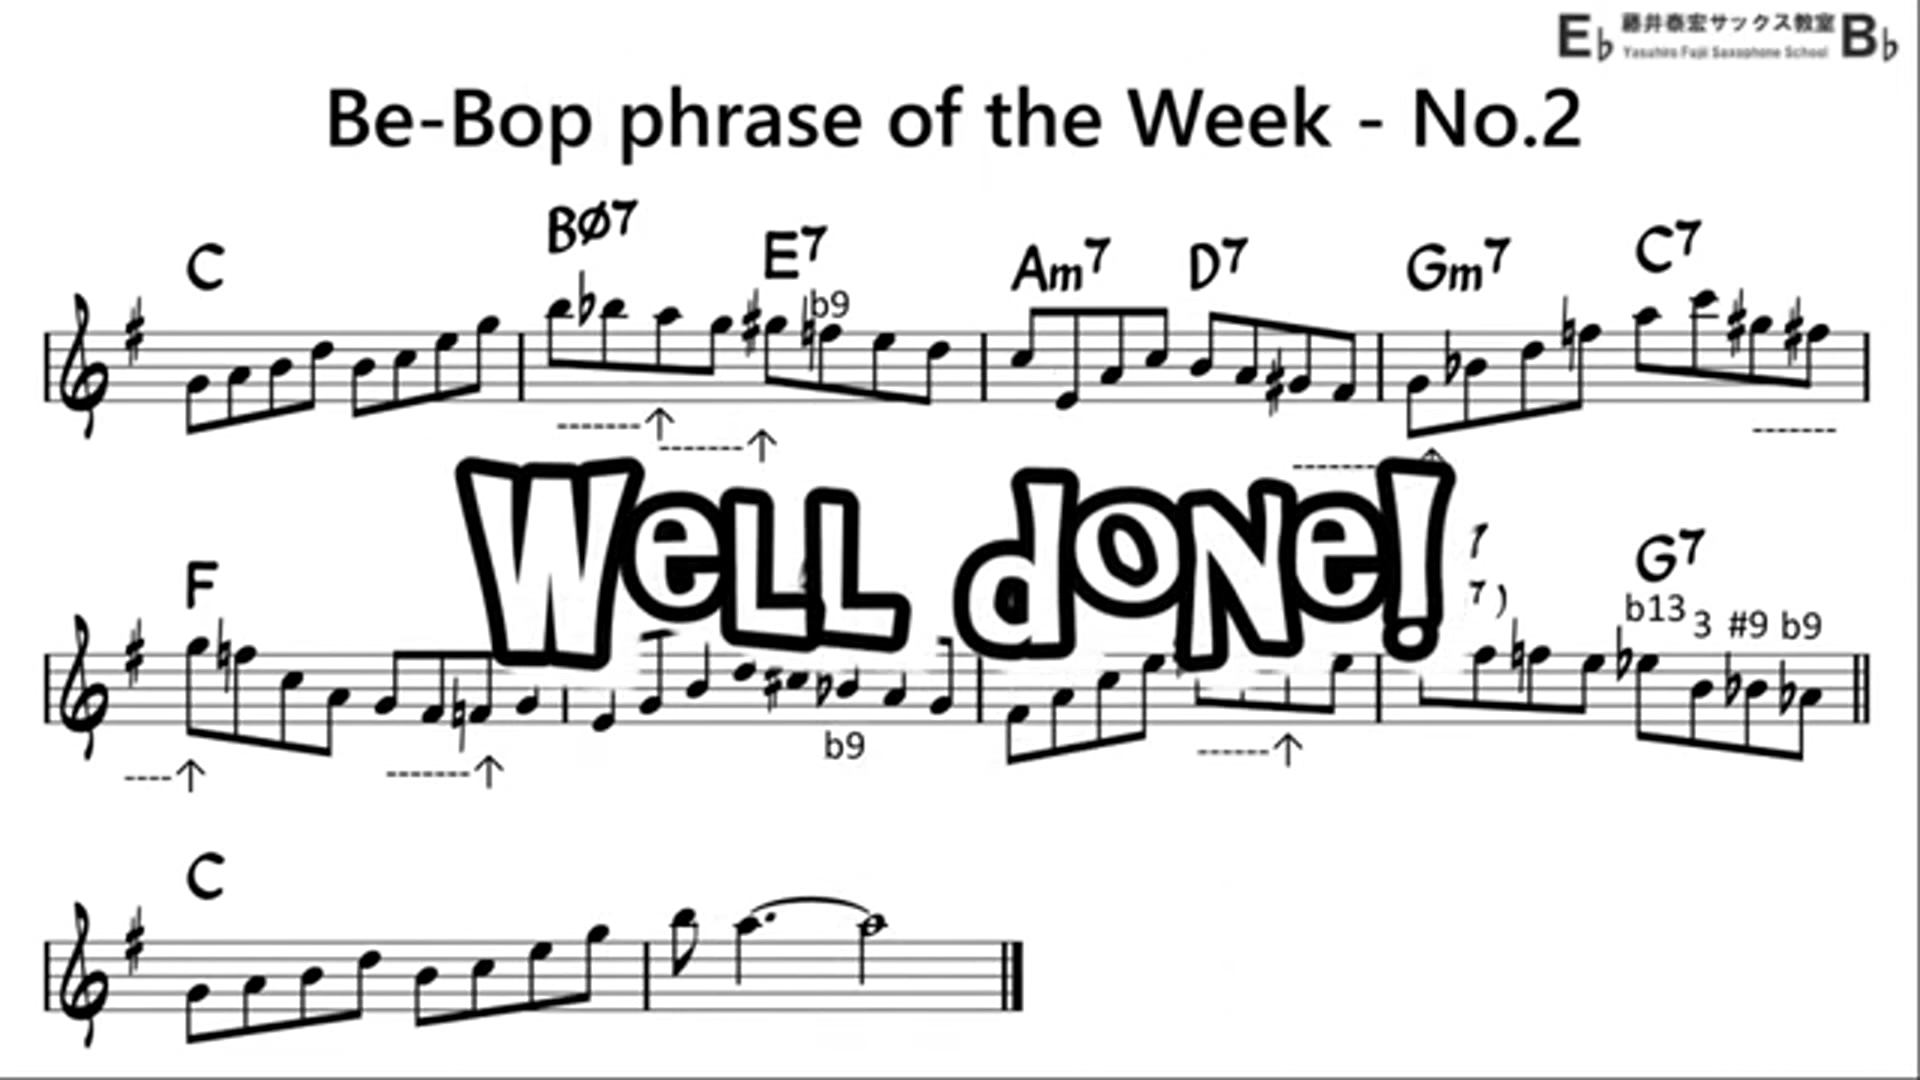 E♭ 藤井泰宏サックス教室 B♭
Yasuhiro Fujii Saxophone School
Be-Bop phrase of the Week - No.2
C BØ7 E7 Am7 D7 Gm7 C7
b9
Well done!
F G7
7) b13 3 #9 b9
b9
C